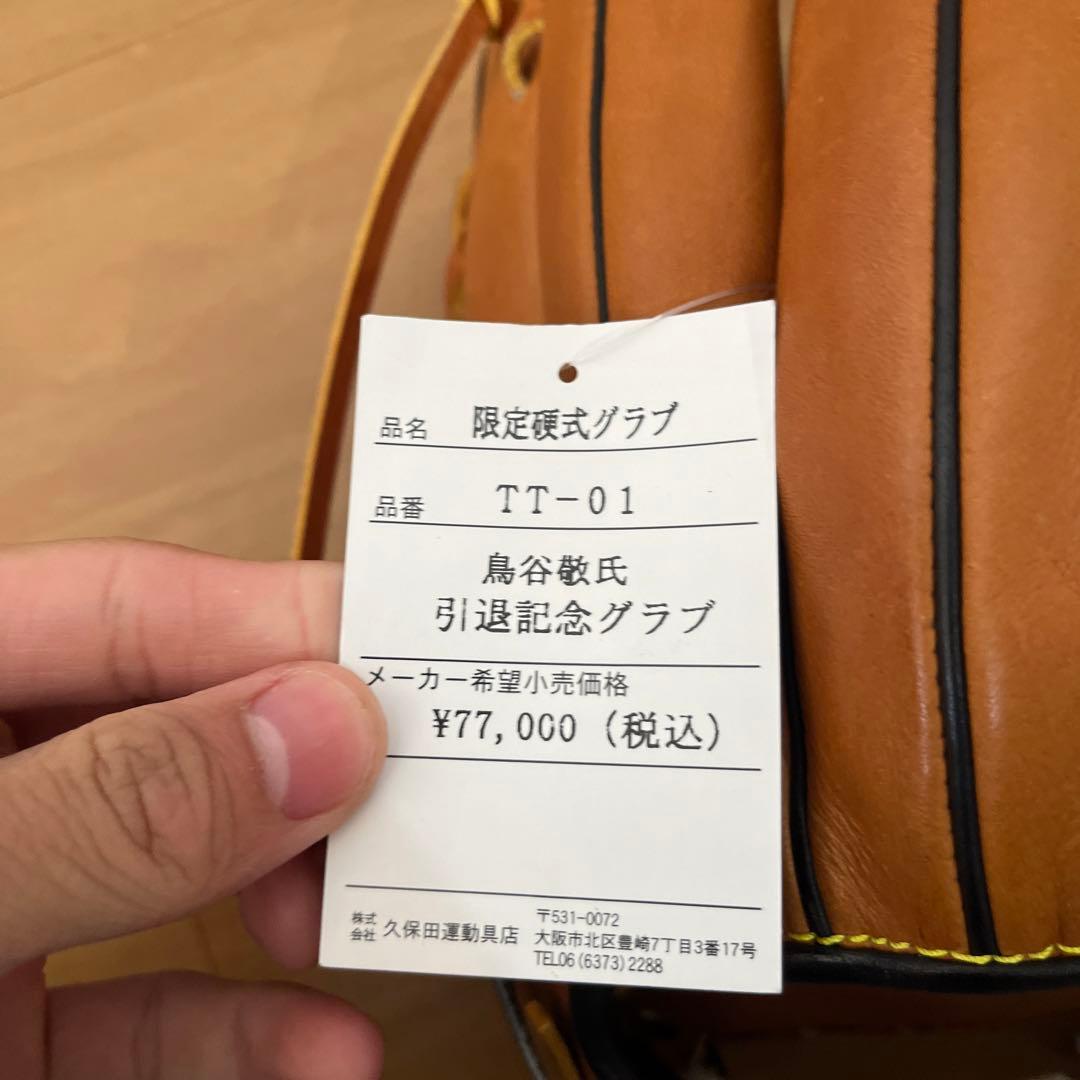 品名 限定硬式グラブ
品番 TT-01
鳥谷敬氏
引退記念グラブ
メーカー希望小売価格
¥77,000(税込)
株式会社 久保田運動具店
〒531-0072
大阪市北区豊崎7丁目3番17号
TEL06(6373)2288